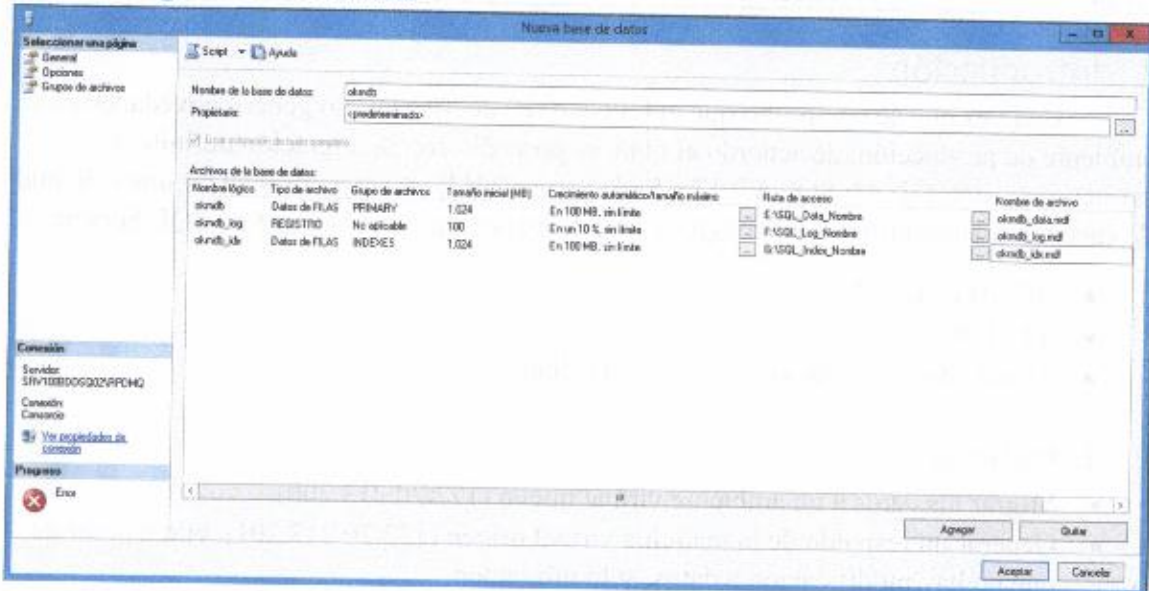 Nueva base de datos
Seleccionar una página
General
Opciones
Grupos de archivos
Script
Ayuda
Nombre de la base de datos: okmdb
Propietario: <predeterminado>
Archivos de la base de datos:
Nombre lógico Tipo de archivo Grupo de archivos Tamaño inicial (MB) Crecimiento automático/tamaño máximo Ruta de acceso Nombre de archivo
okmdb Datos de FILAS PRIMARY 1.024 En 100 MB, sin límite ... E:\SQL_Data_Nombre ... okmdb_data.mdf
okmdb_log REGISTRO No aplicable 100 En un 10 %, sin límite ... F:\SQL_Log_Nombre ... okmdb_log.mdf
okmdb_idx Datos de FILAS INDEXES 1.024 En 100 MB, sin límite ... G:\SQL_Index_Nombre ... okmdb_idx.mdf
Conexión
Servidor:
Conexión:
Consorcio
Ver propiedades de
conexión
Progreso
Error
Agregar
Quitar
Aceptar
Cancelar